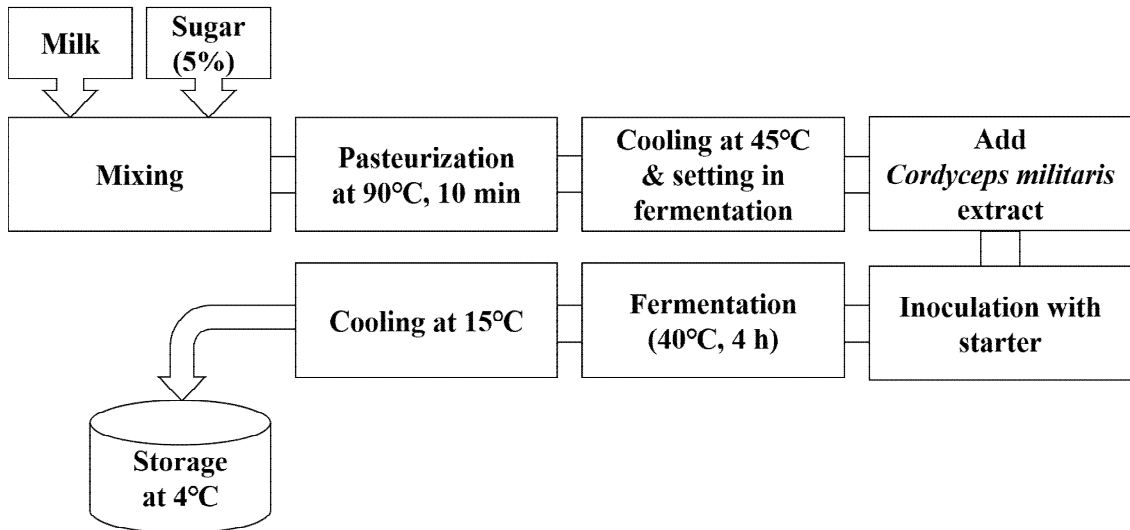 Milk
Sugar
(5%)
Mixing
Pasteurization
at 90℃, 10 min
Cooling at 45℃
& setting in
fermentation
Add
Cordyceps militaris
extract
Inoculation with
starter
Fermentation
(40℃, 4 h)
Cooling at 15℃
Storage
at 4℃